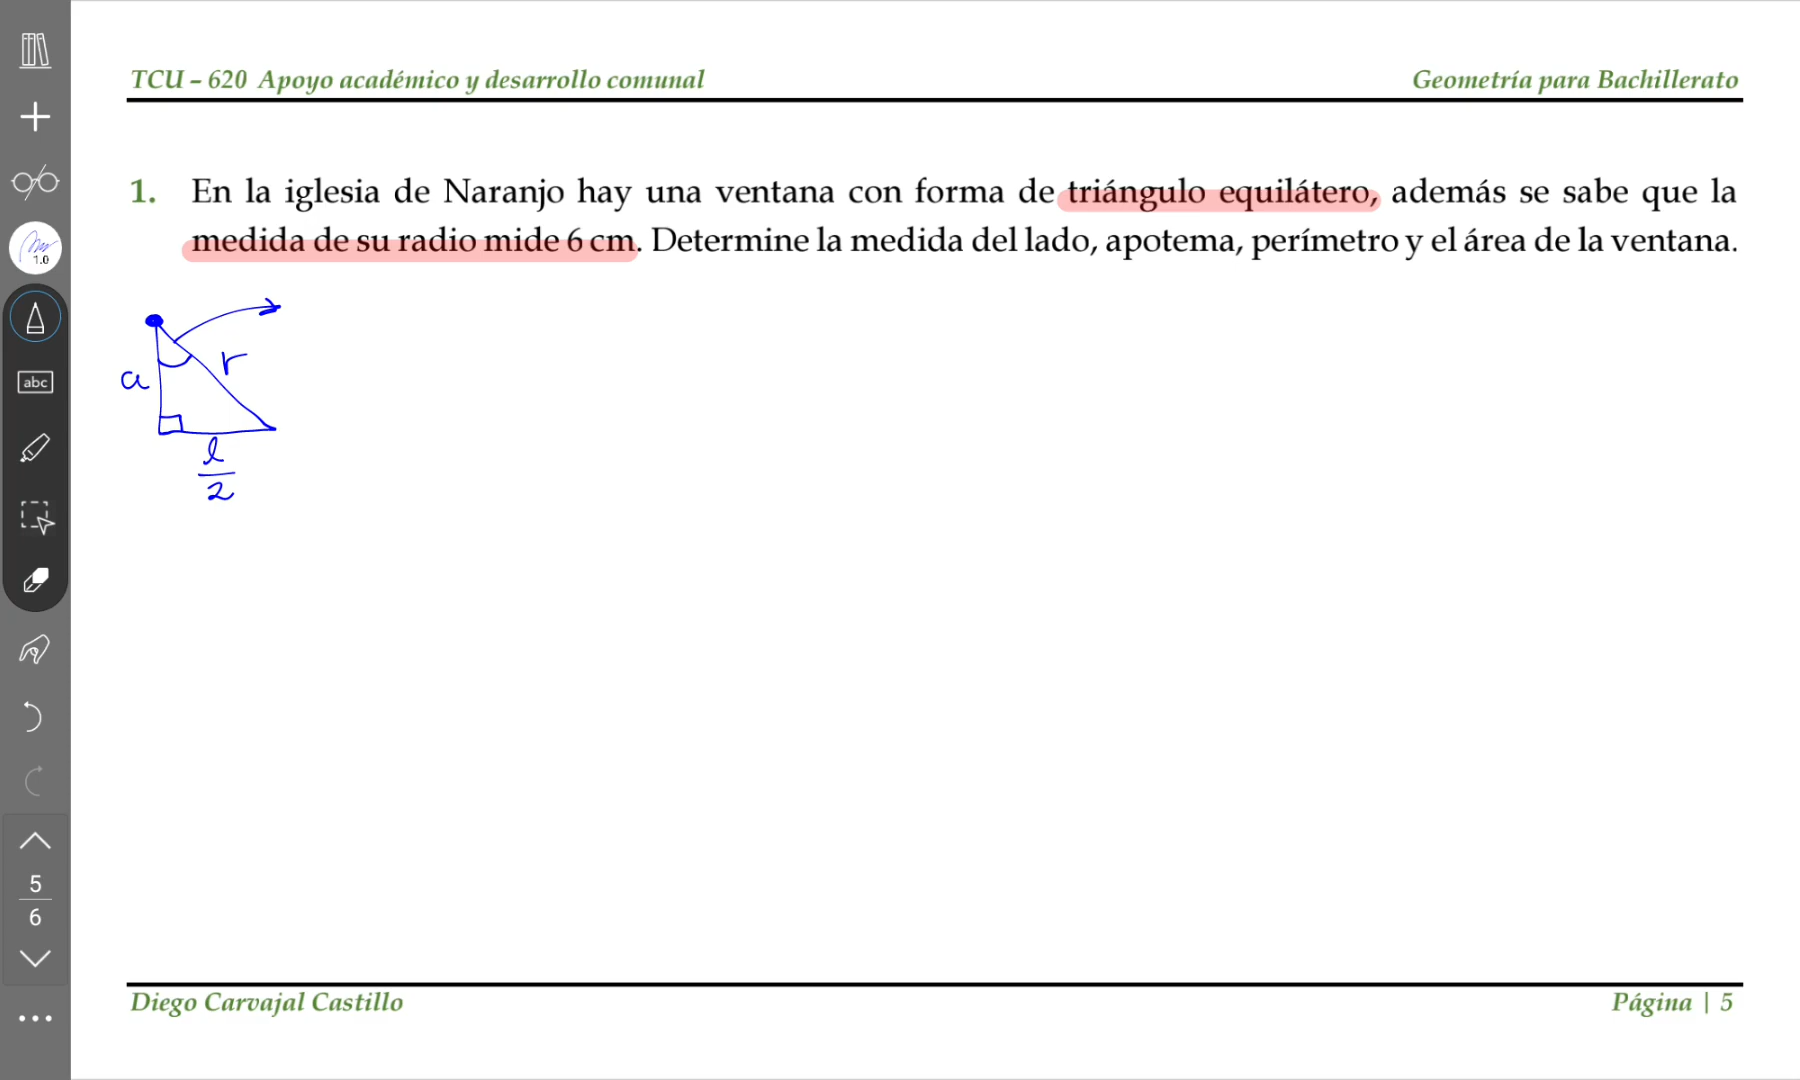 TCU – 620 Apoyo académico y desarrollo comunal
Geometría para Bachillerato
1. En la iglesia de Naranjo hay una ventana con forma de triángulo equilátero, además se sabe que la
medida de su radio mide 6 cm. Determine la medida del lado, apotema, perímetro y el área de la ventana.
a
r
l
2
1.0
abc
5
6
Diego Carvajal Castillo
Página | 5